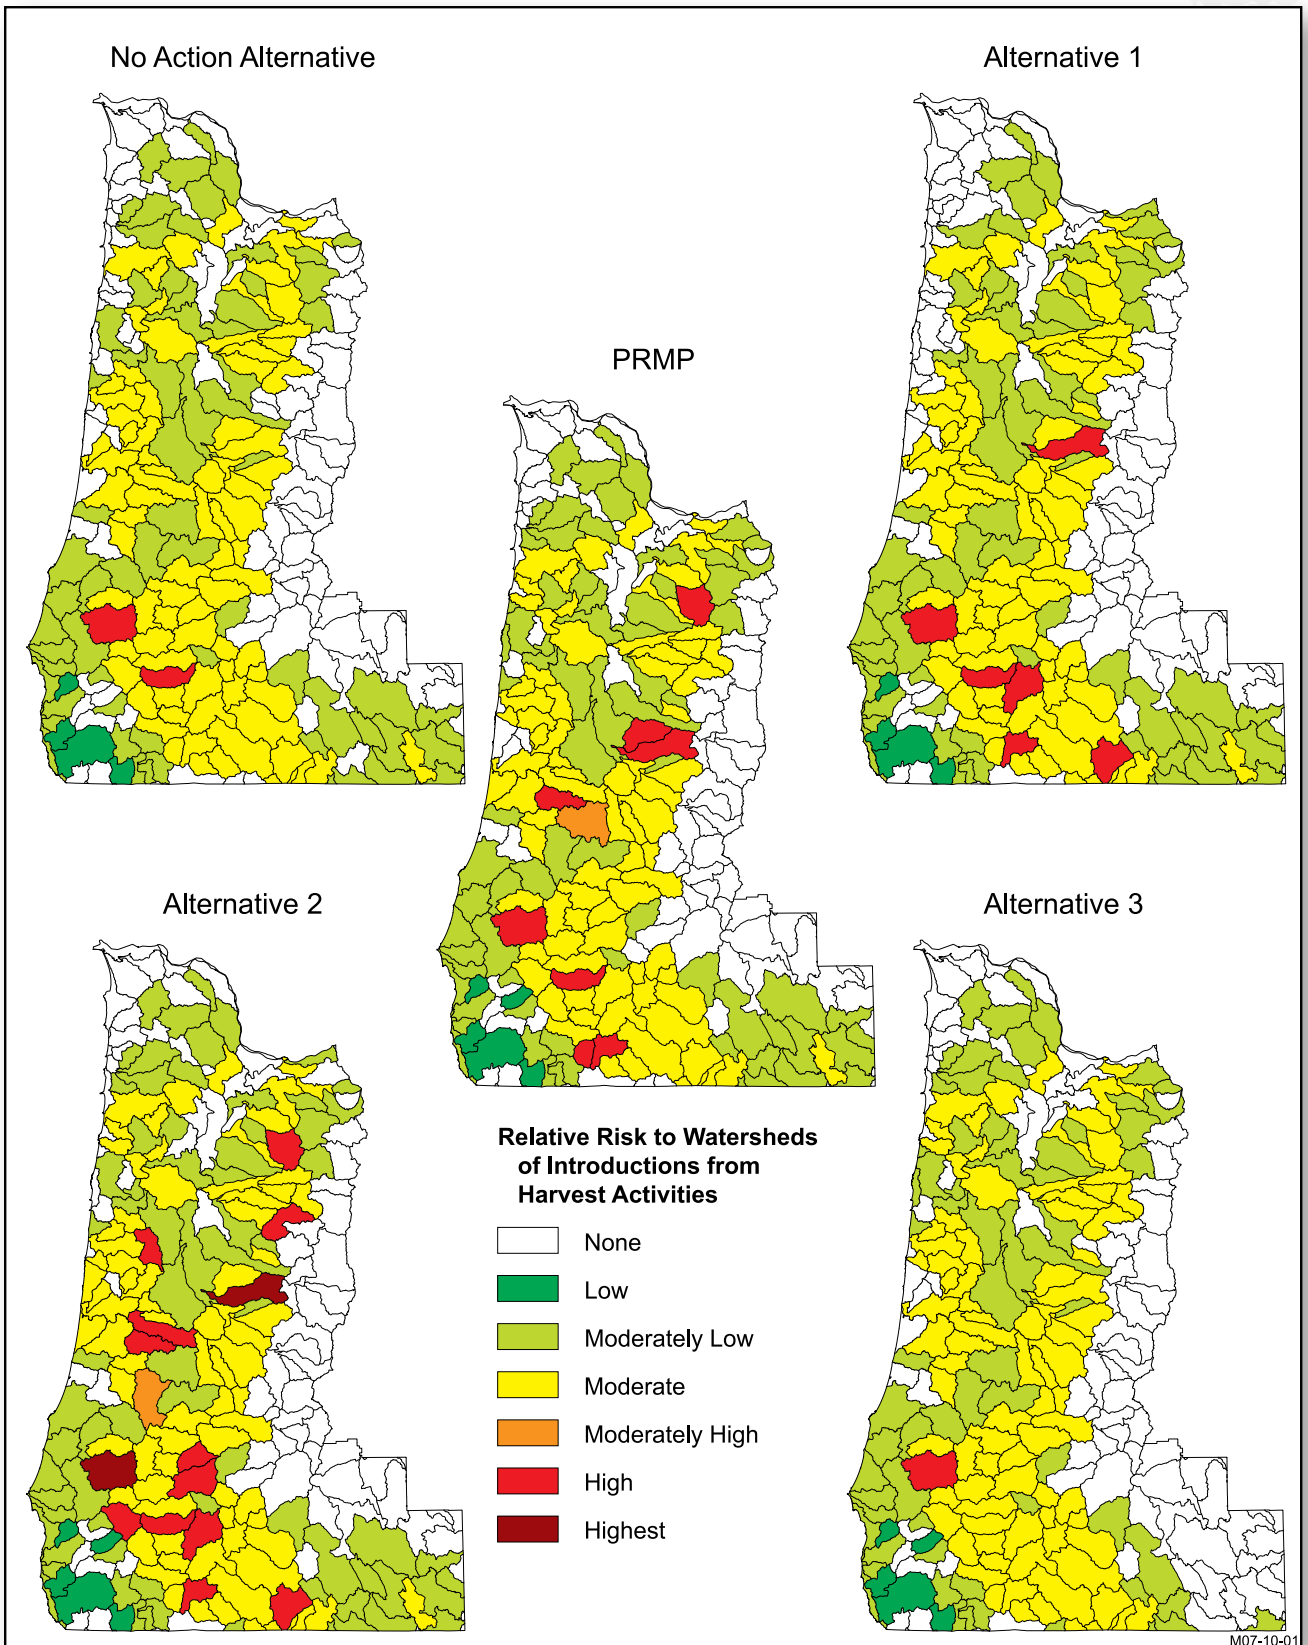 No Action Alternative
Alternative 1
PRMP
Alternative 2
Alternative 3
Relative Risk to Watersheds
of Introductions from
Harvest Activities
None
Low
Moderately Low
Moderate
Moderately High
High
Highest
M07-10-01